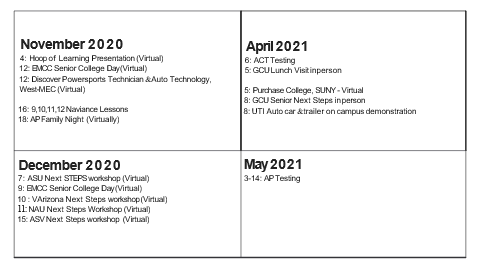 November 2020
4: Hoop of Learning Presentation (Virtual)
12: EMCC Senior College Day (Virtual)
12: Discover Powersports Technician & Auto Technology,
West-MEC (Virtual)
16: 9,10,11,12 Naviance Lessons
18: AP Family Night (Virtually)
April 2021
6: ACT Testing
5: GCU Lunch Visit inperson
5: Purchase College, SUNY - Virtual
8: GCU Senior Next Steps in person
8: UTI Auto car & trailer on campus demonstration
December 2020
7: ASU Next STEPS workshop (Virtual)
9: EMCC Senior College Day (Virtual)
10 : VArizona Next Steps workshop (Virtual)
11: NAU Next Steps Workshop (Virtual)
15: ASV Next Steps workshop (Virtual)
May 2021
3-14: AP Testing